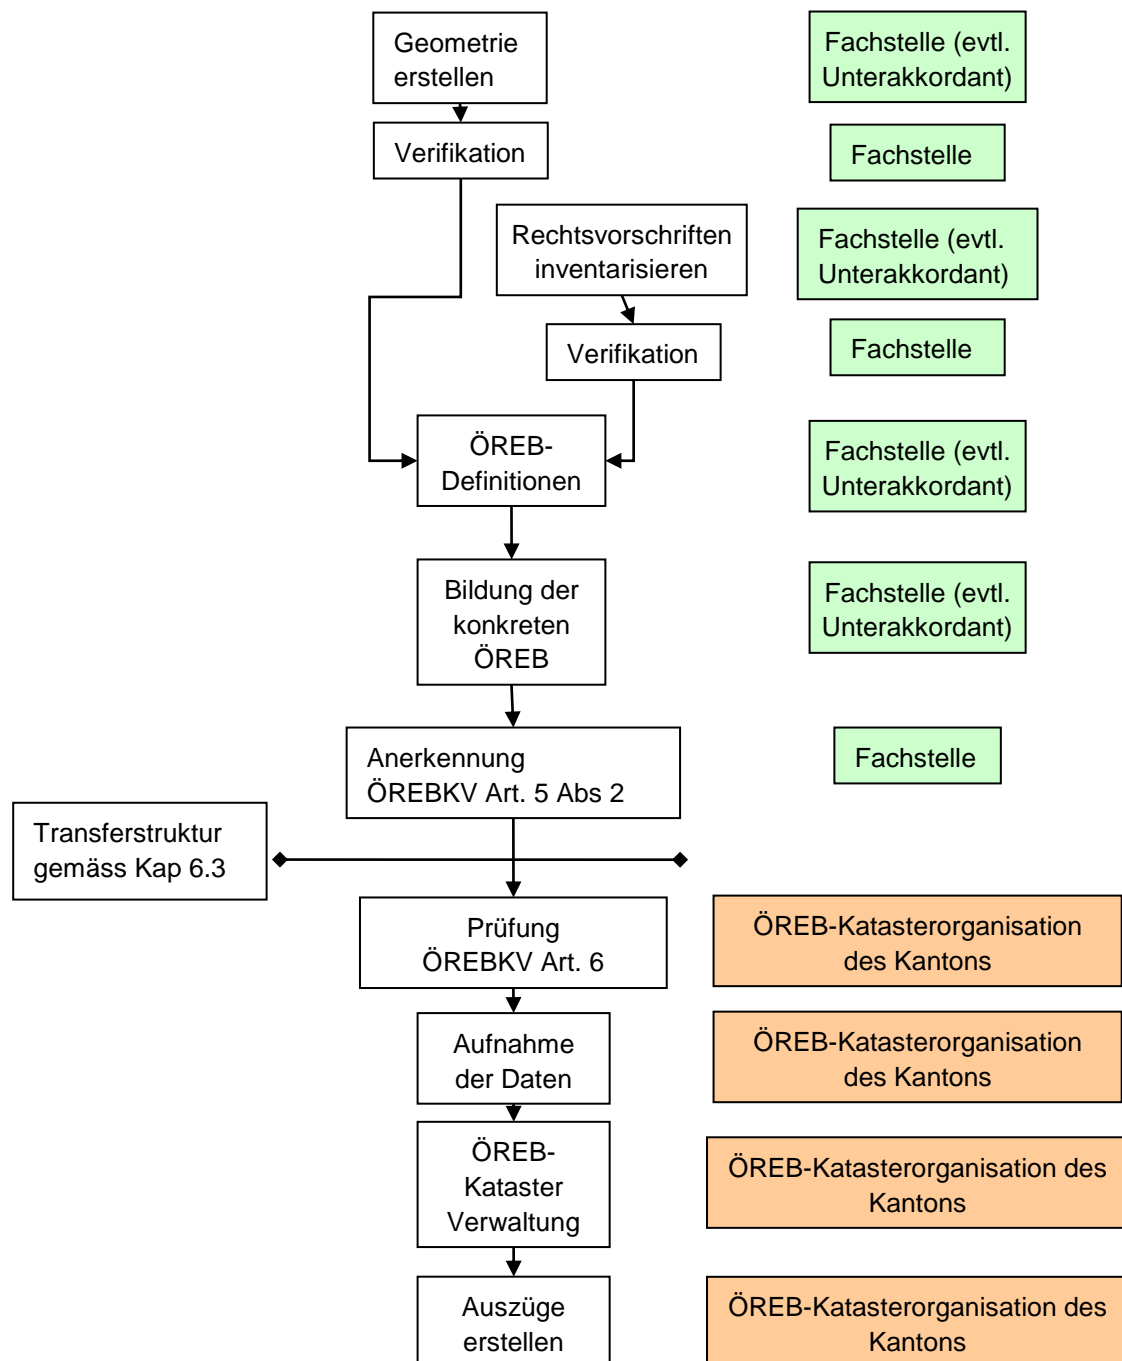 Geometrie
erstellen
Fachstelle (evtl.
Unterakkordant)
Verifikation
Fachstelle
Rechtsvorschriften
inventarisieren
Fachstelle (evtl.
Unterakkordant)
Verifikation
Fachstelle
ÖREB-
Definitionen
Fachstelle (evtl.
Unterakkordant)
Bildung der
konkreten
ÖREB
Fachstelle (evtl.
Unterakkordant)
Anerkennung
ÖREBKV Art. 5 Abs 2
Fachstelle
Transferstruktur
gemäss Kap 6.3
Prüfung
ÖREBKV Art. 6
ÖREB-Katasterorganisation
des Kantons
Aufnahme
der Daten
ÖREB-Katasterorganisation
des Kantons
ÖREB-
Kataster
Verwaltung
ÖREB-Katasterorganisation des
Kantons
Auszüge
erstellen
ÖREB-Katasterorganisation des
Kantons